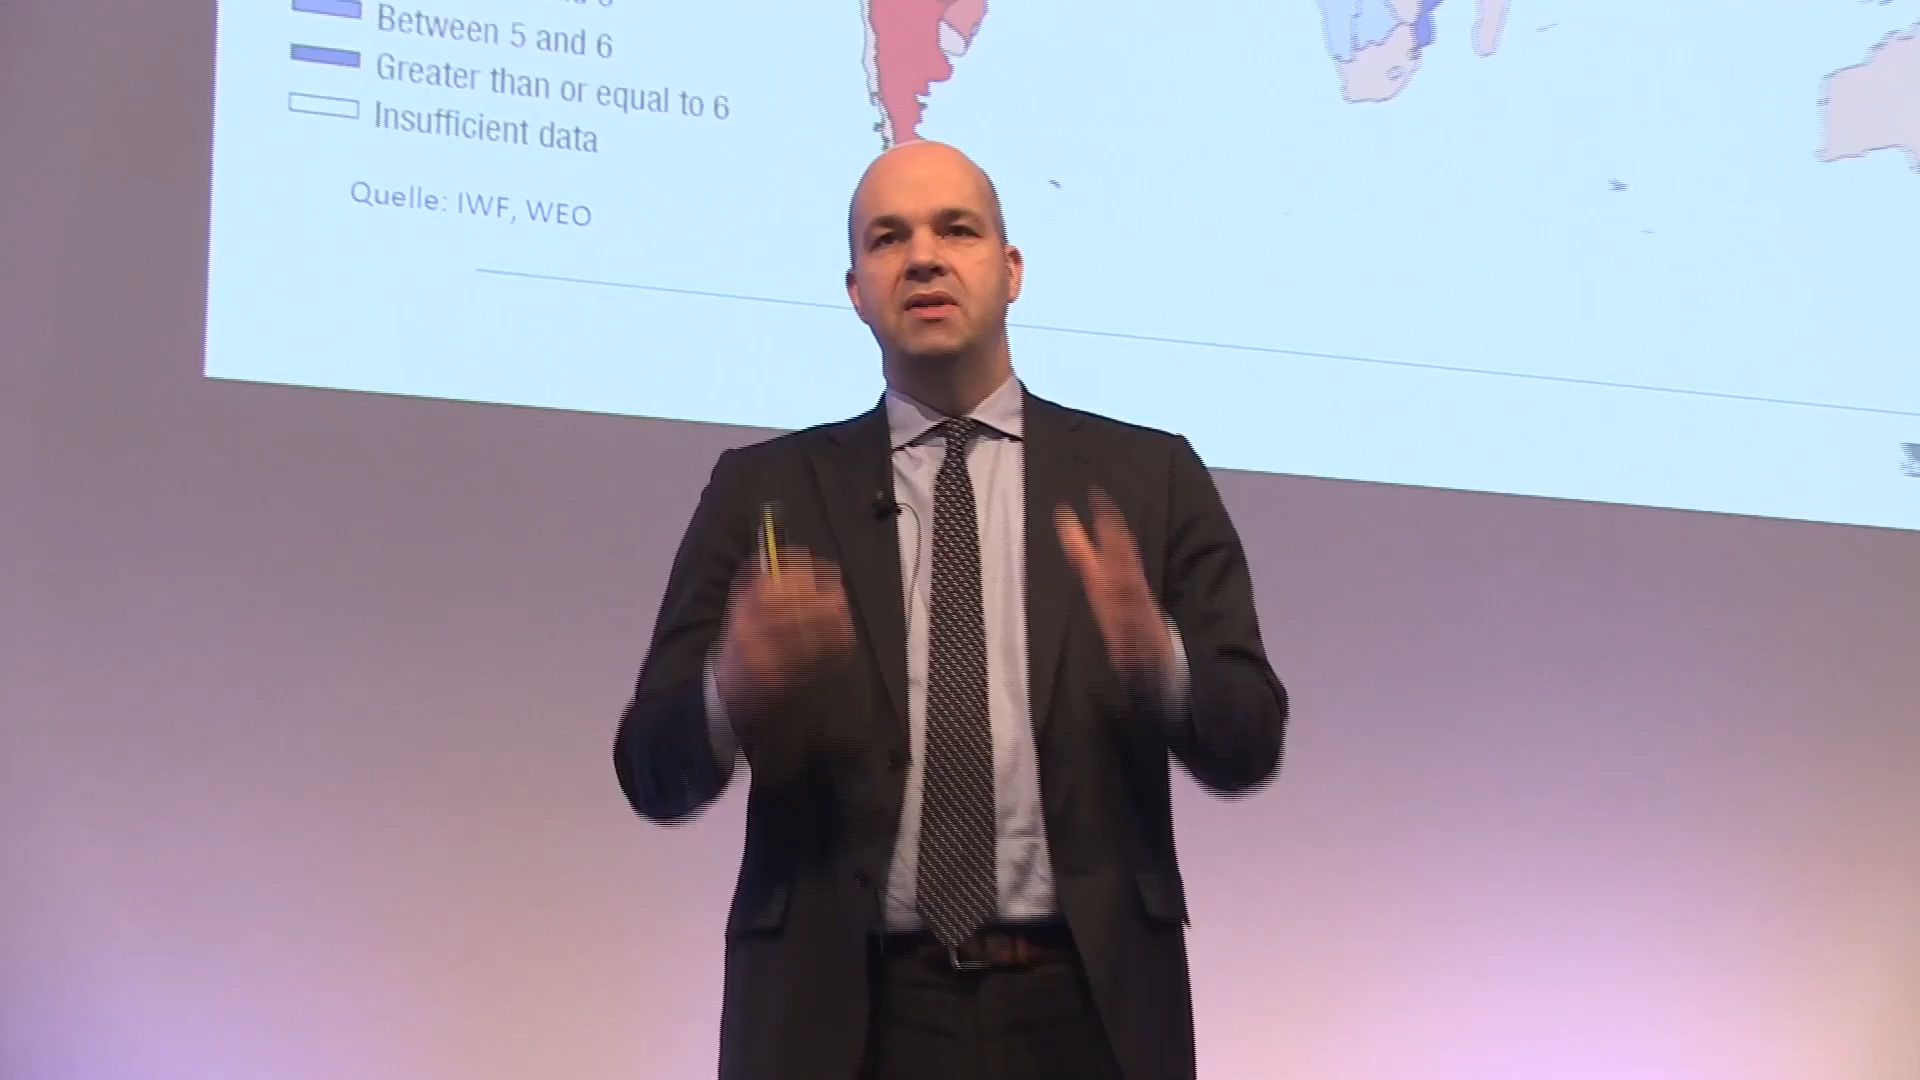 Between 5 and 6
Greater than or equal to 6
Insufficient data
Quelle: IWF, WEO